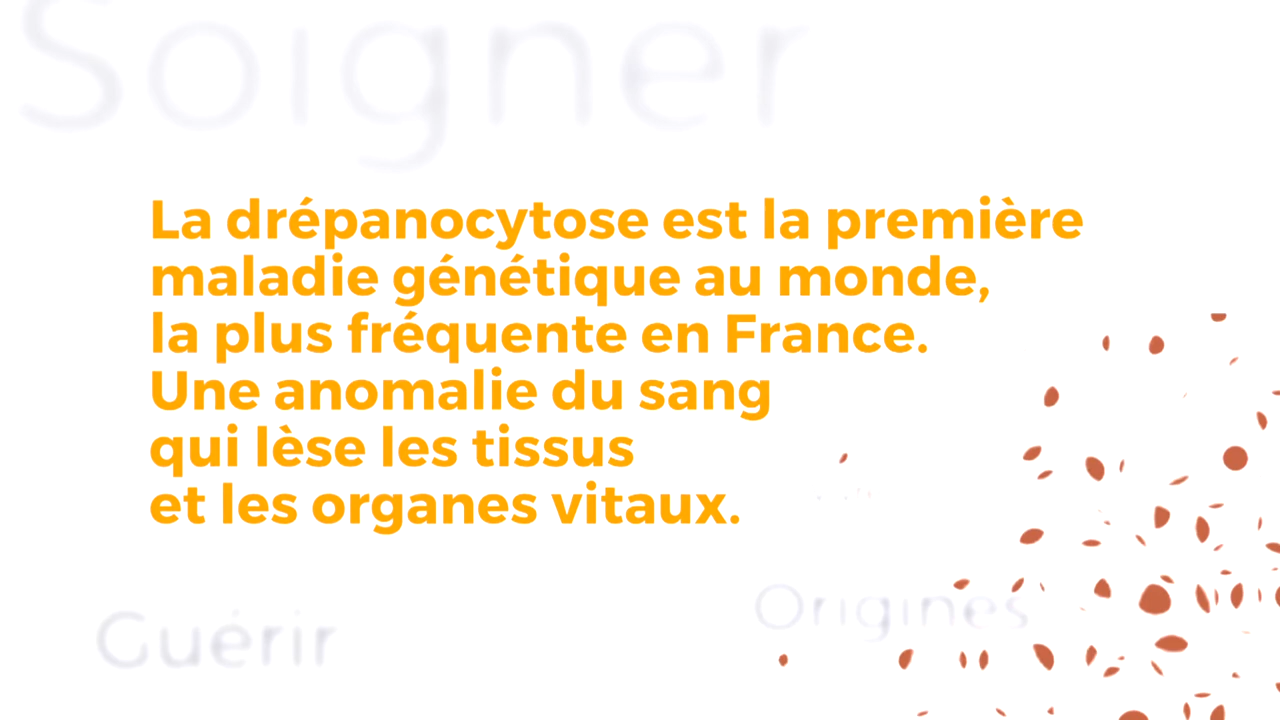 Soigner
La drépanocytose est la première
maladie génétique au monde,
la plus fréquente en France.
Une anomalie du sang
qui lèse les tissus
et les organes vitaux.
Origines
Guérir